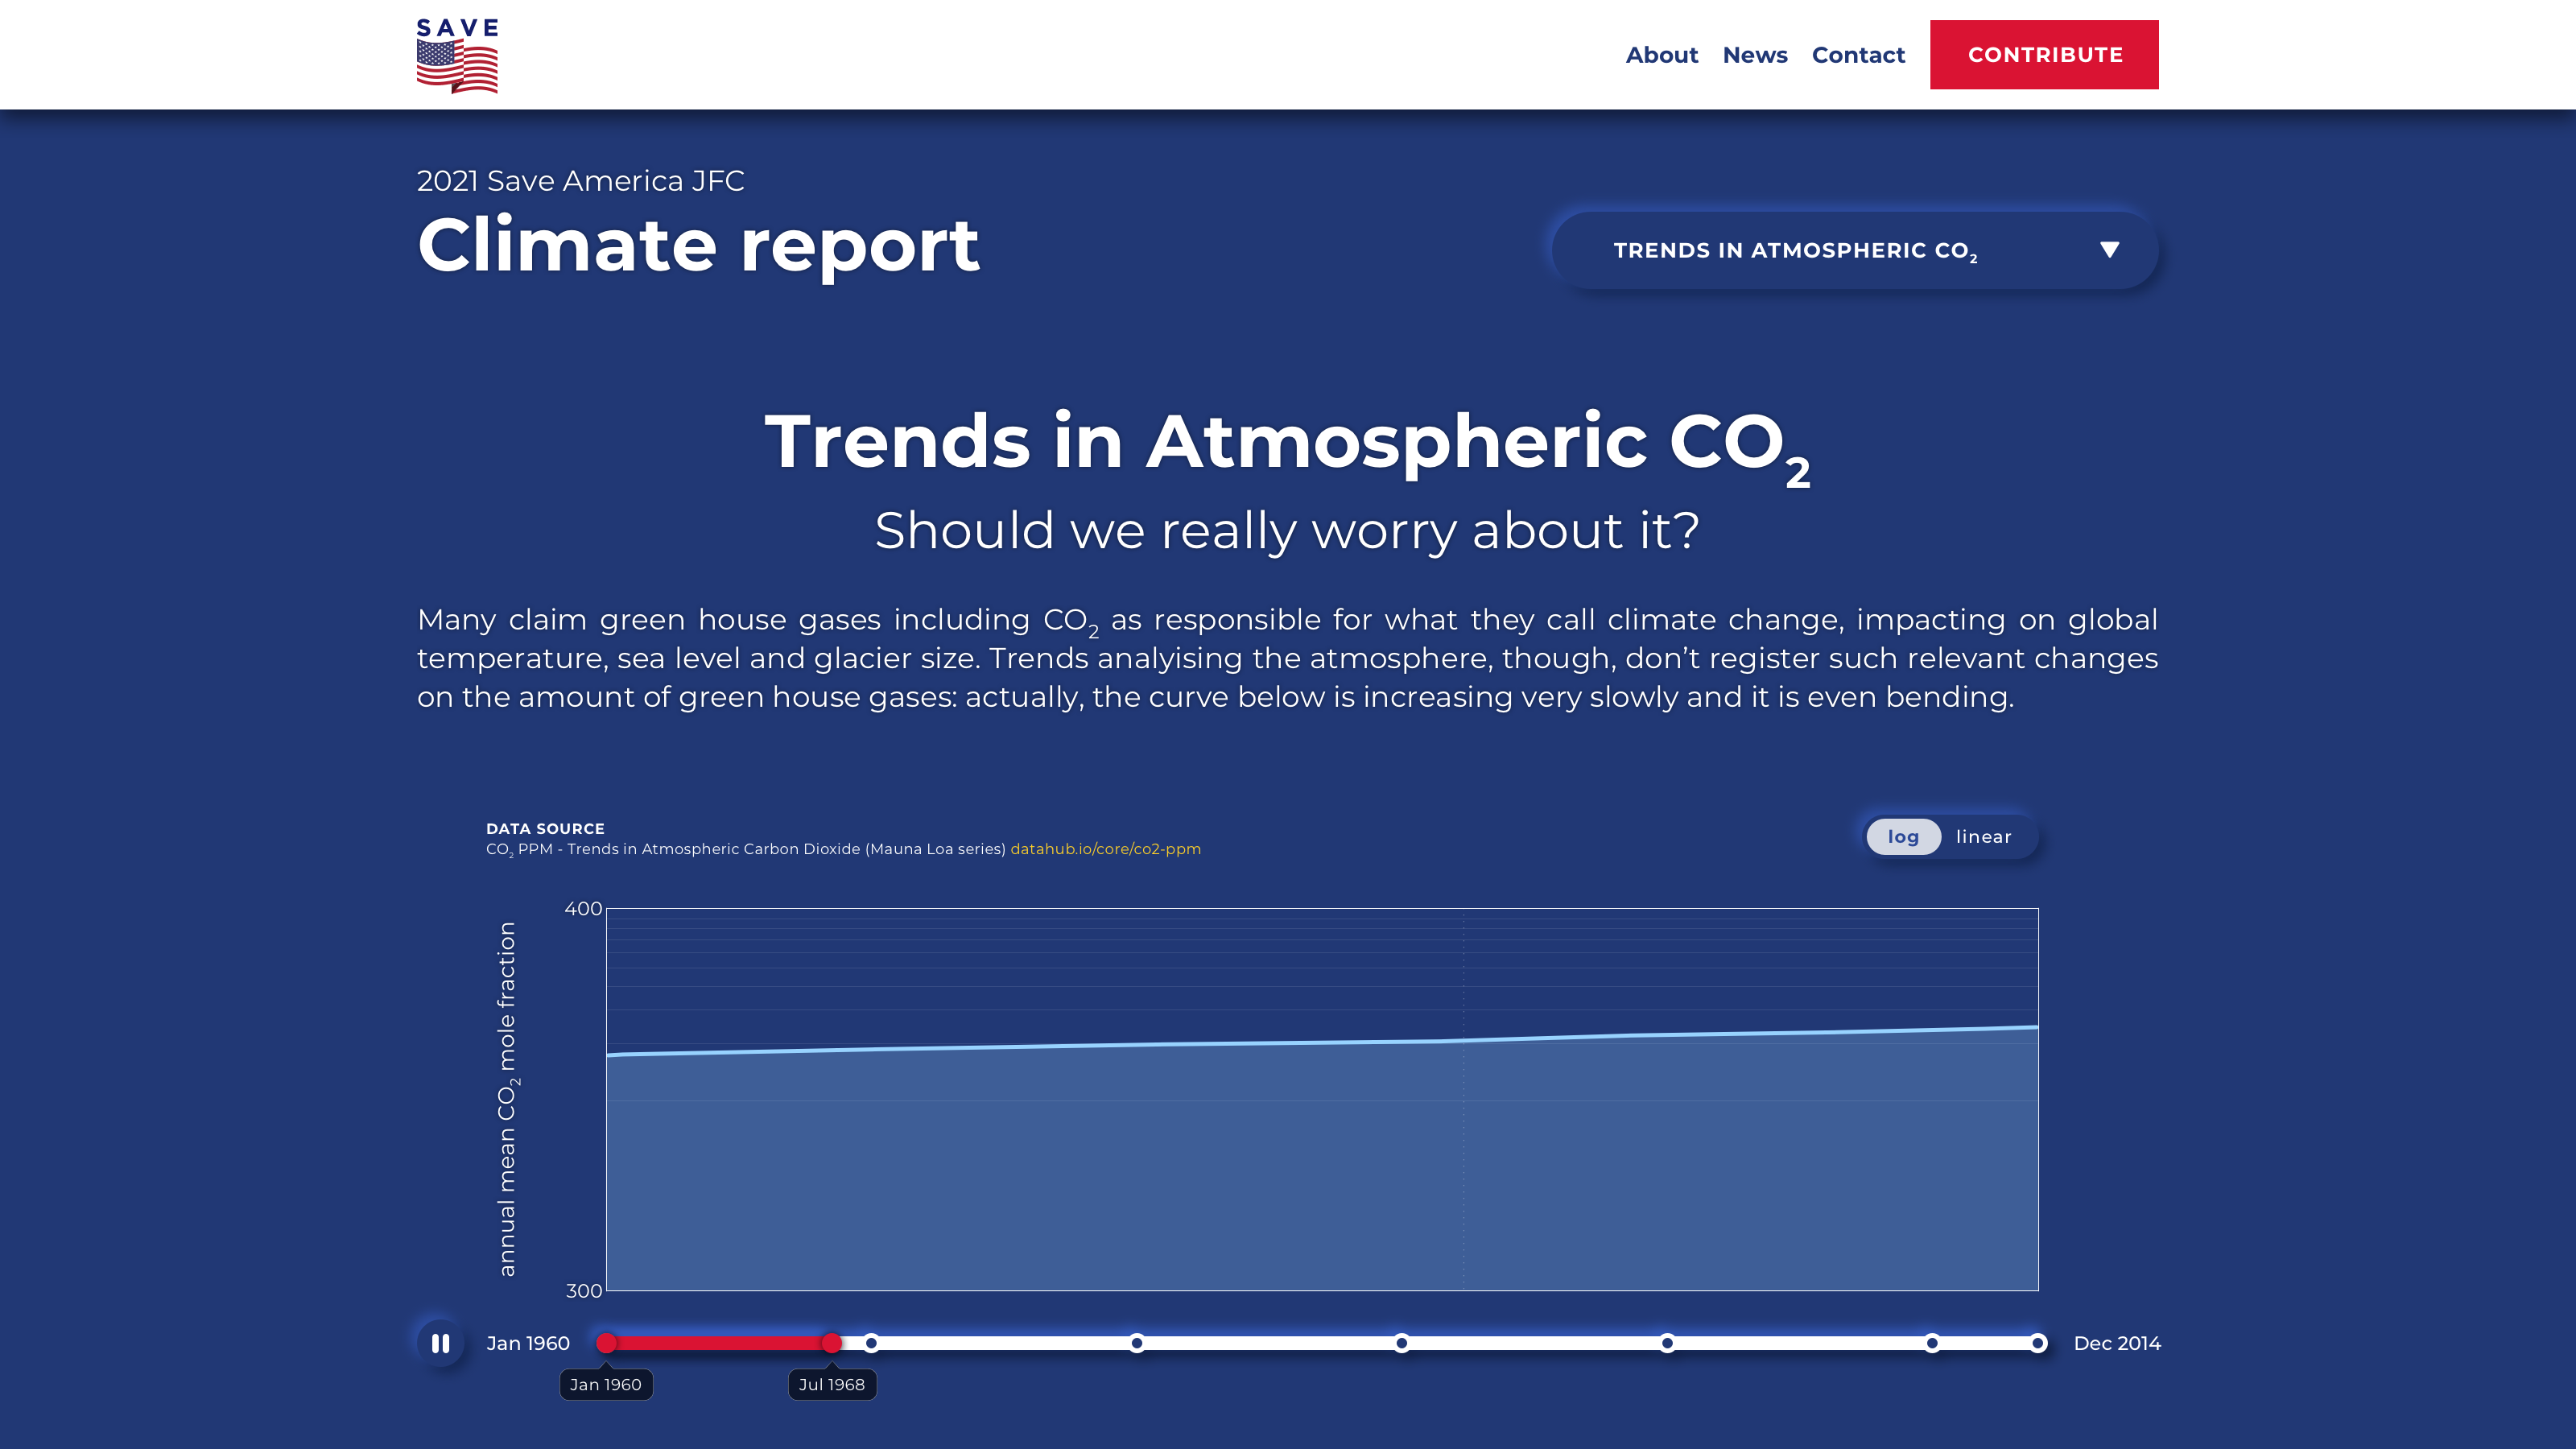 SAVE
About News Contact CONTRIBUTE
2021 Save America JFC
Climate report
TRENDS IN ATMOSPHERIC CO₂
Trends in Atmospheric CO₂
Should we really worry about it?
Many claim green house gases including CO₂ as responsible for what they call climate change, impacting on global
temperature, sea level and glacier size. Trends analyising the atmosphere, though, don’t register such relevant changes
on the amount of green house gases: actually, the curve below is increasing very slowly and it is even bending.
DATA SOURCE
CO₂ PPM - Trends in Atmospheric Carbon Dioxide (Mauna Loa series) datahub.io/core/co2-ppm
log linear
400
annual mean CO₂ mole fraction
300
Jan 1960
Dec 2014
Jan 1960
Jul 1968